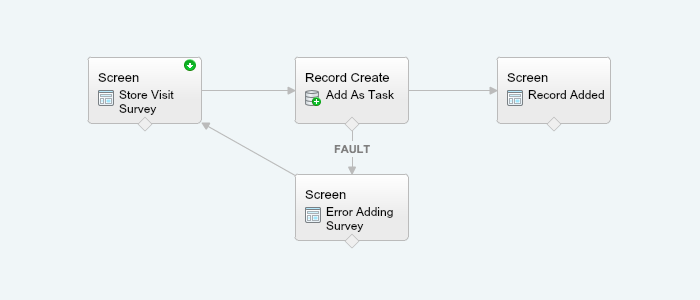 Screen
Store Visit
Survey
Record Create
Add As Task
Screen
Record Added
FAULT
Screen
Error Adding
Survey